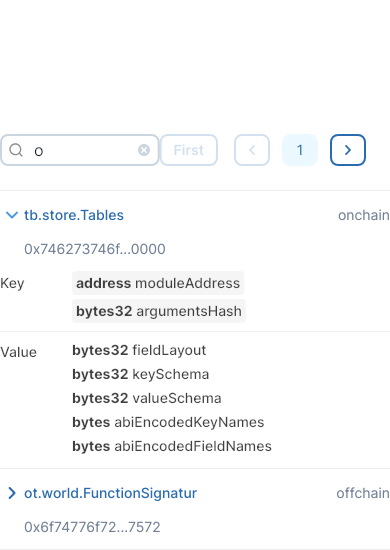 o First 1
tb.store.Tables onchain
0x746273746f...0000
Key address moduleAddress
bytes32 argumentsHash
Value bytes32 fieldLayout
bytes32 keySchema
bytes32 valueSchema
bytes abiEncodedKeyNames
bytes abiEncodedFieldNames
ot.world.FunctionSignatur offchain
0x6f74776f72...7572